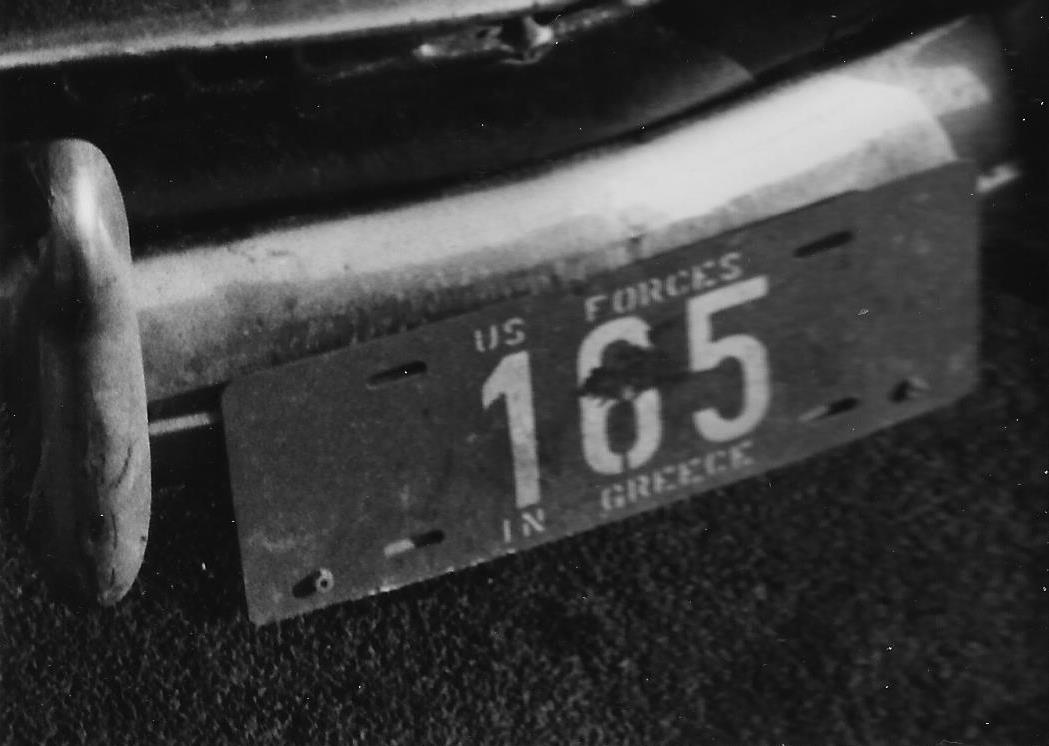 US FORCES
165
IN GREECE